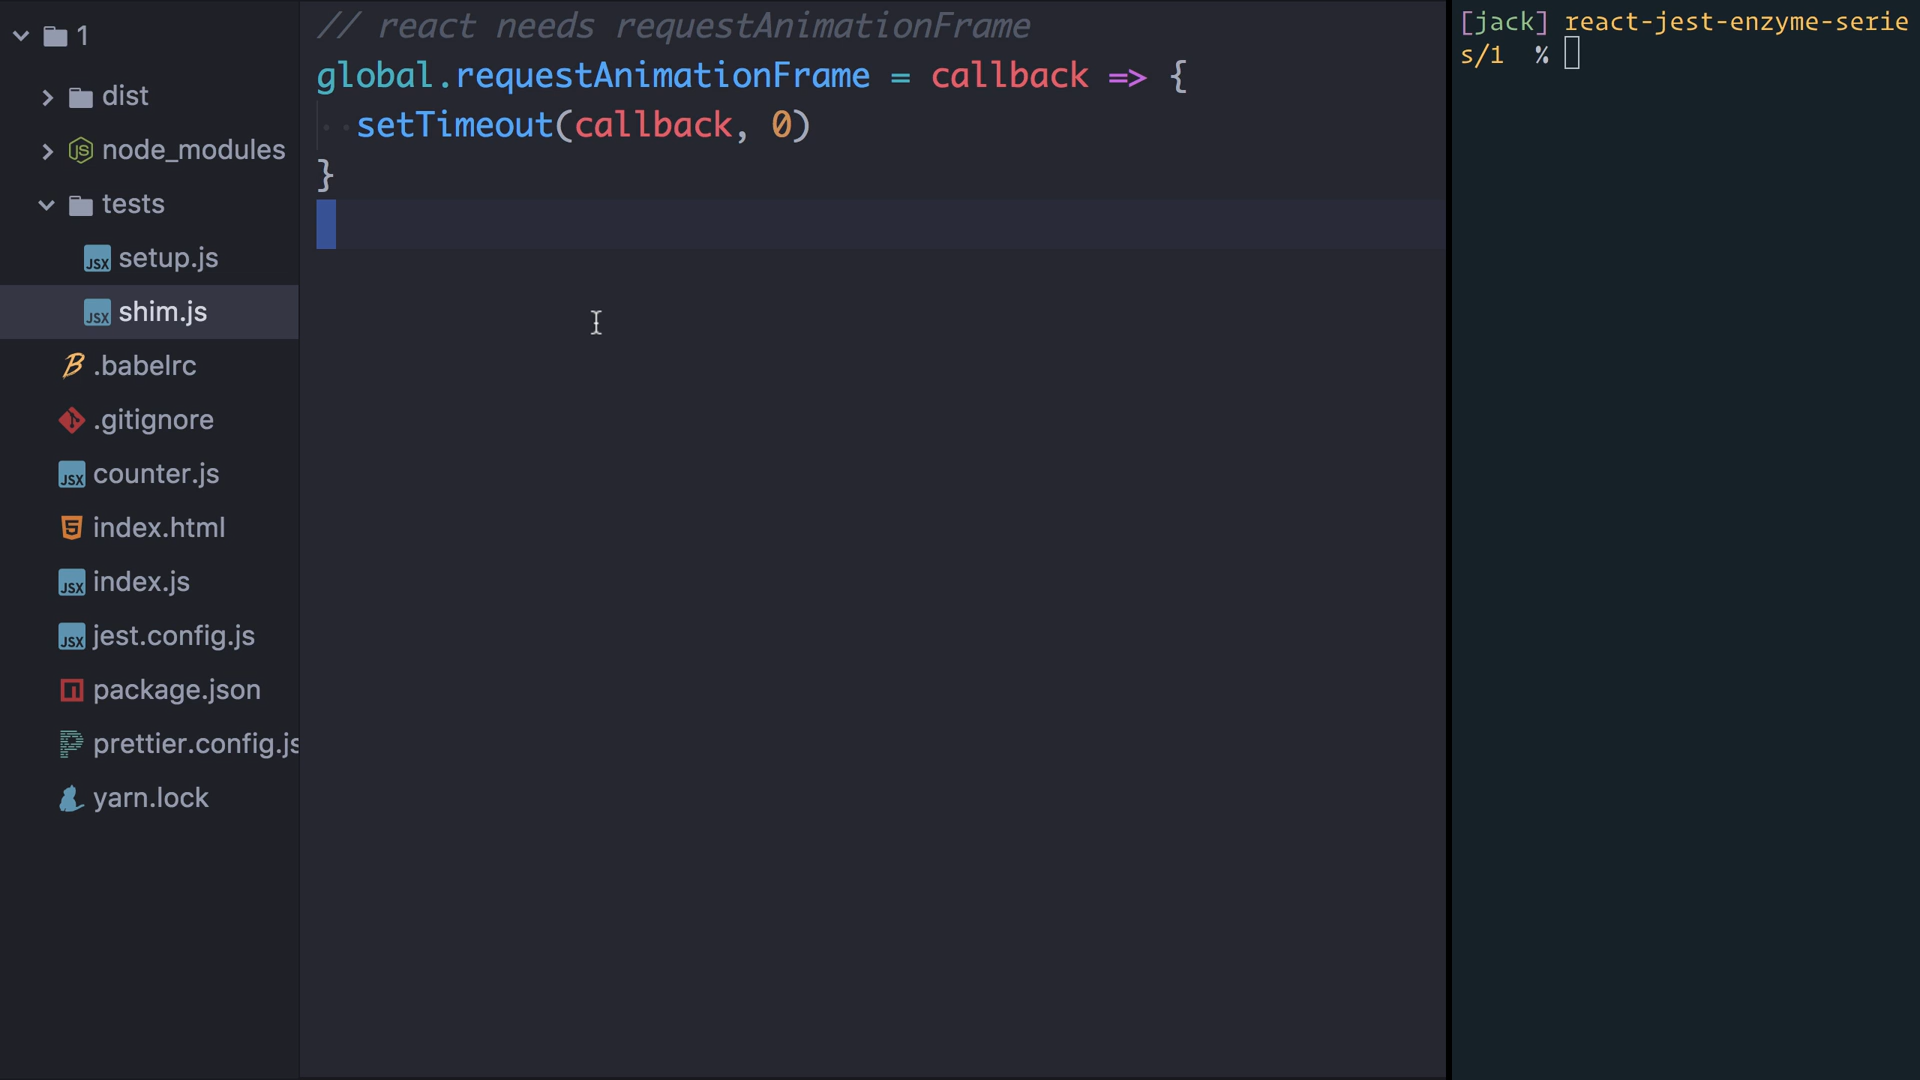 1
dist
node_modules
tests
setup.js
shim.js
.babelrc
.gitignore
counter.js
index.html
index.js
jest.config.js
package.json
prettier.config.js
yarn.lock
// react needs requestAnimationFrame
global.requestAnimationFrame = callback => {
  setTimeout(callback, 0)
}
[jack] react-jest-enzyme-serie
s/1 %